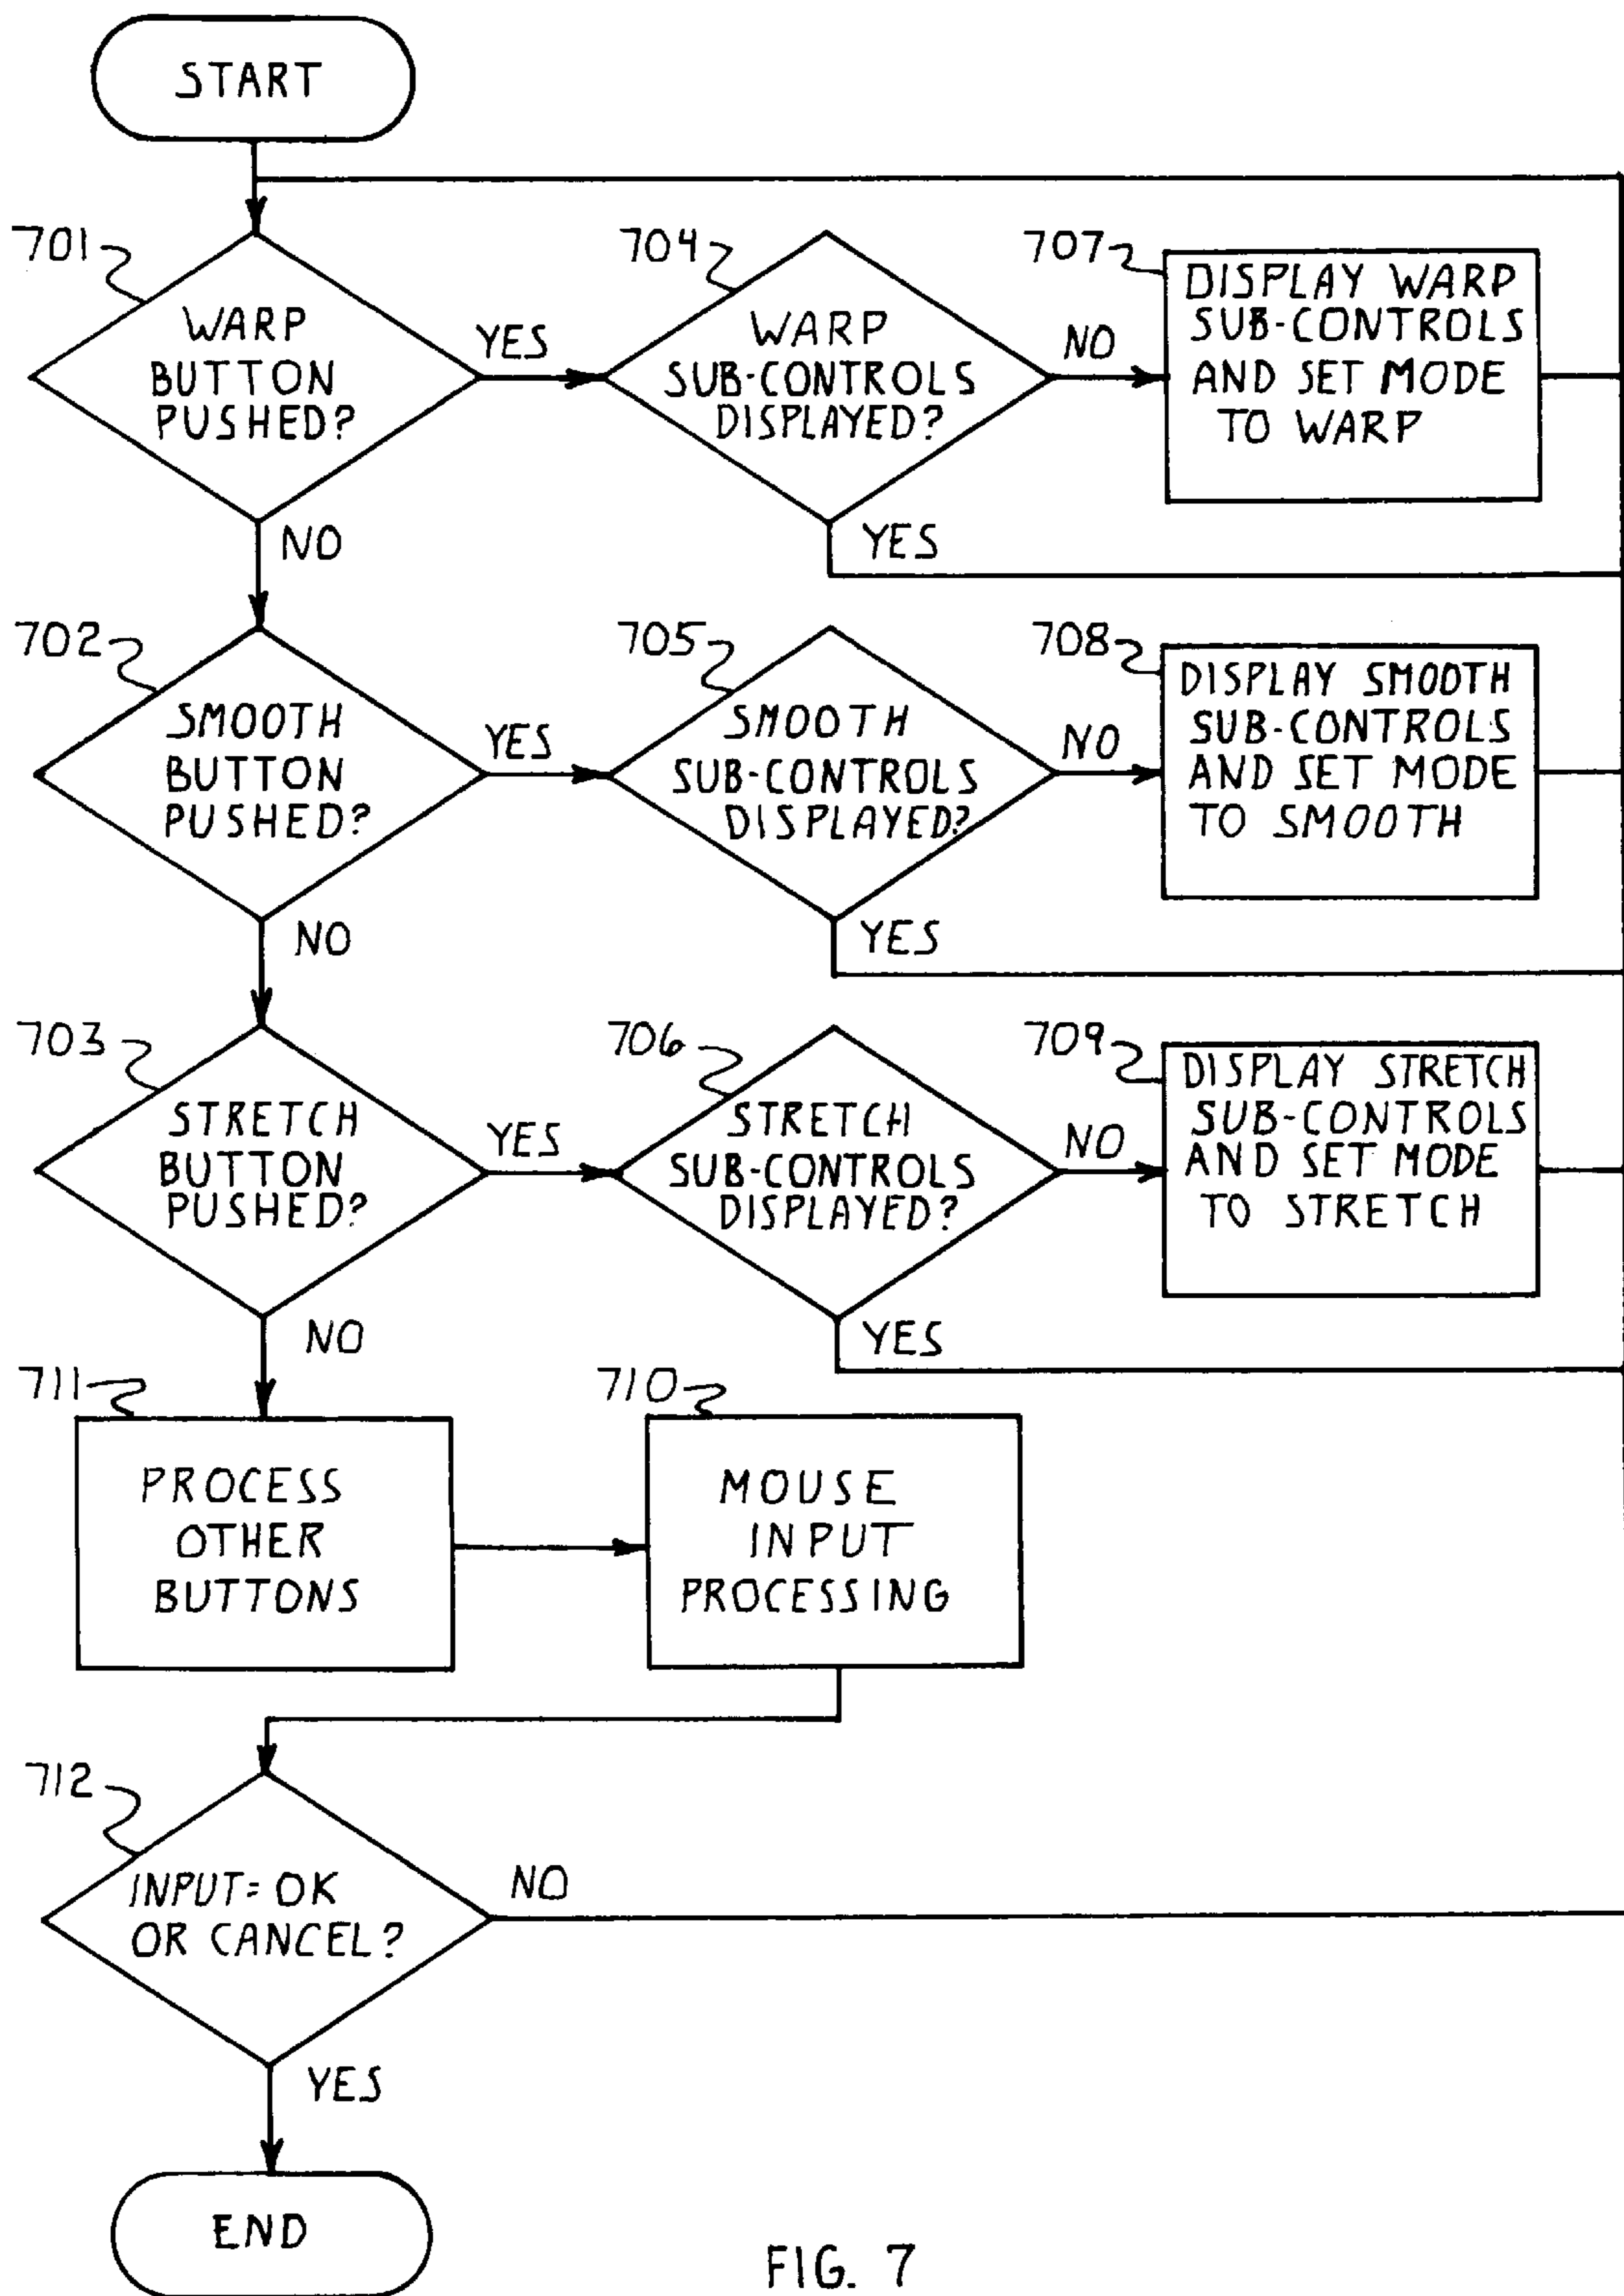 START
701
WARP
BUTTON
PUSHED?
YES
704
WARP
SUB-CONTROLS
DISPLAYED?
NO
707
DISPLAY WARP
SUB-CONTROLS
AND SET MODE
TO WARP
NO
YES
702
SMOOTH
BUTTON
PUSHED?
YES
705
SMOOTH
SUB-CONTROLS
DISPLAYED?
NO
708
DISPLAY SMOOTH
SUB-CONTROLS
AND SET MODE
TO SMOOTH
NO
YES
703
STRETCH
BUTTON
PUSHED?
YES
706
STRETCH
SUB-CONTROLS
DISPLAYED?
NO
709
DISPLAY STRETCH
SUB-CONTROLS
AND SET MODE
TO STRETCH
NO
YES
711
PROCESS
OTHER
BUTTONS
710
MOUSE
INPUT
PROCESSING
712
INPUT=OK
OR CANCEL?
NO
YES
END
FIG. 7